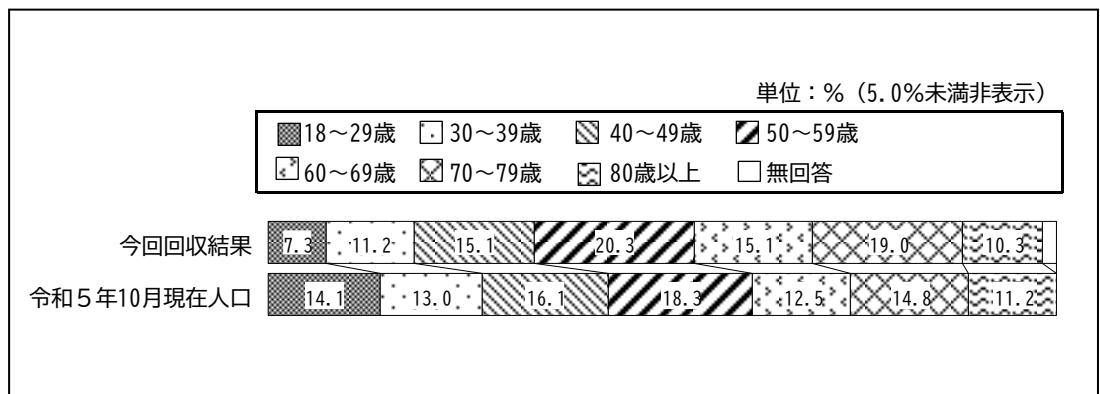 単位：％（5.0％未満非表示）
18～29歳 30～39歳 40～49歳 50～59歳
60～69歳 70～79歳 80歳以上 無回答
今回回収結果 7.3 11.2 15.1 20.3 15.1 19.0 10.3
令和５年10月現在人口 14.1 13.0 16.1 18.3 12.5 14.8 11.2